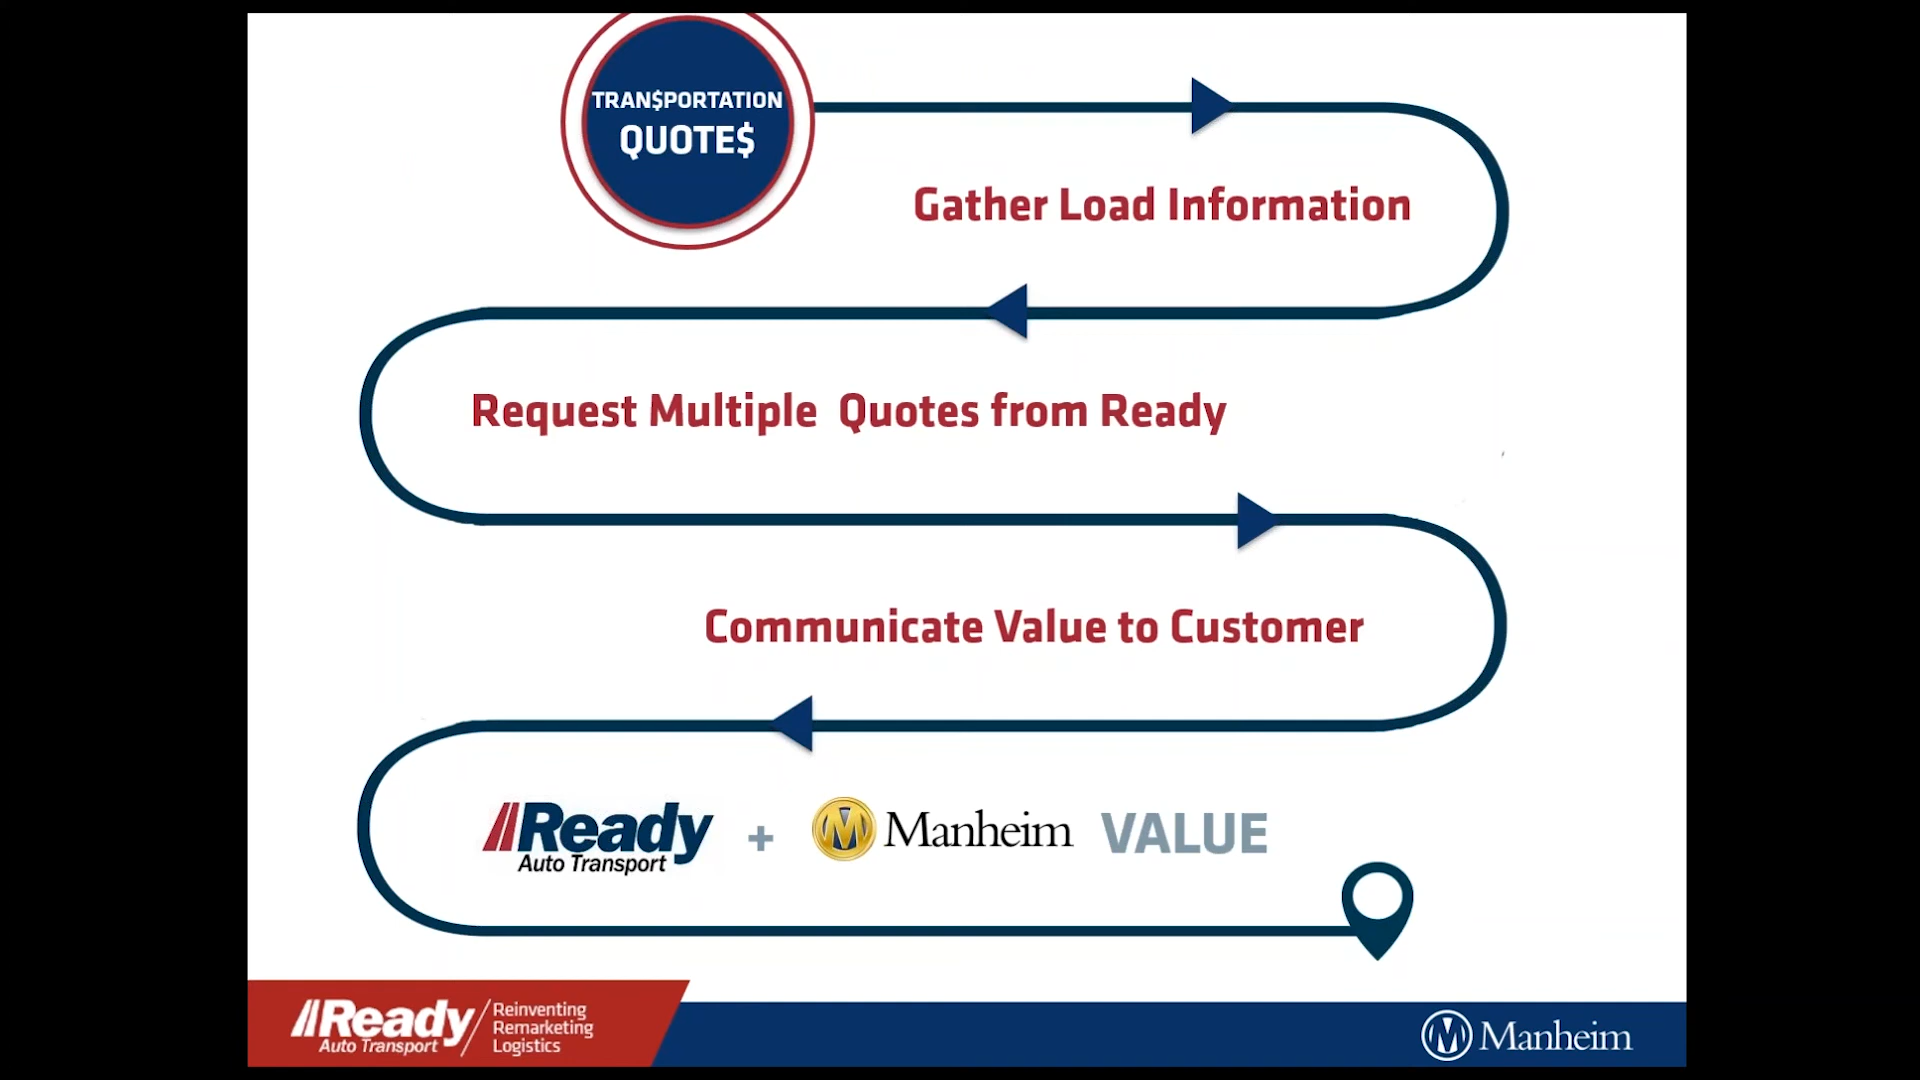 TRAN$PORTATION
QUOTE$
Gather Load Information
Request Multiple Quotes from Ready
Communicate Value to Customer
Ready
Auto Transport
+
M
Manheim
VALUE
Ready
Auto Transport
Reinventing
Remarketing
Logistics
M
Manheim